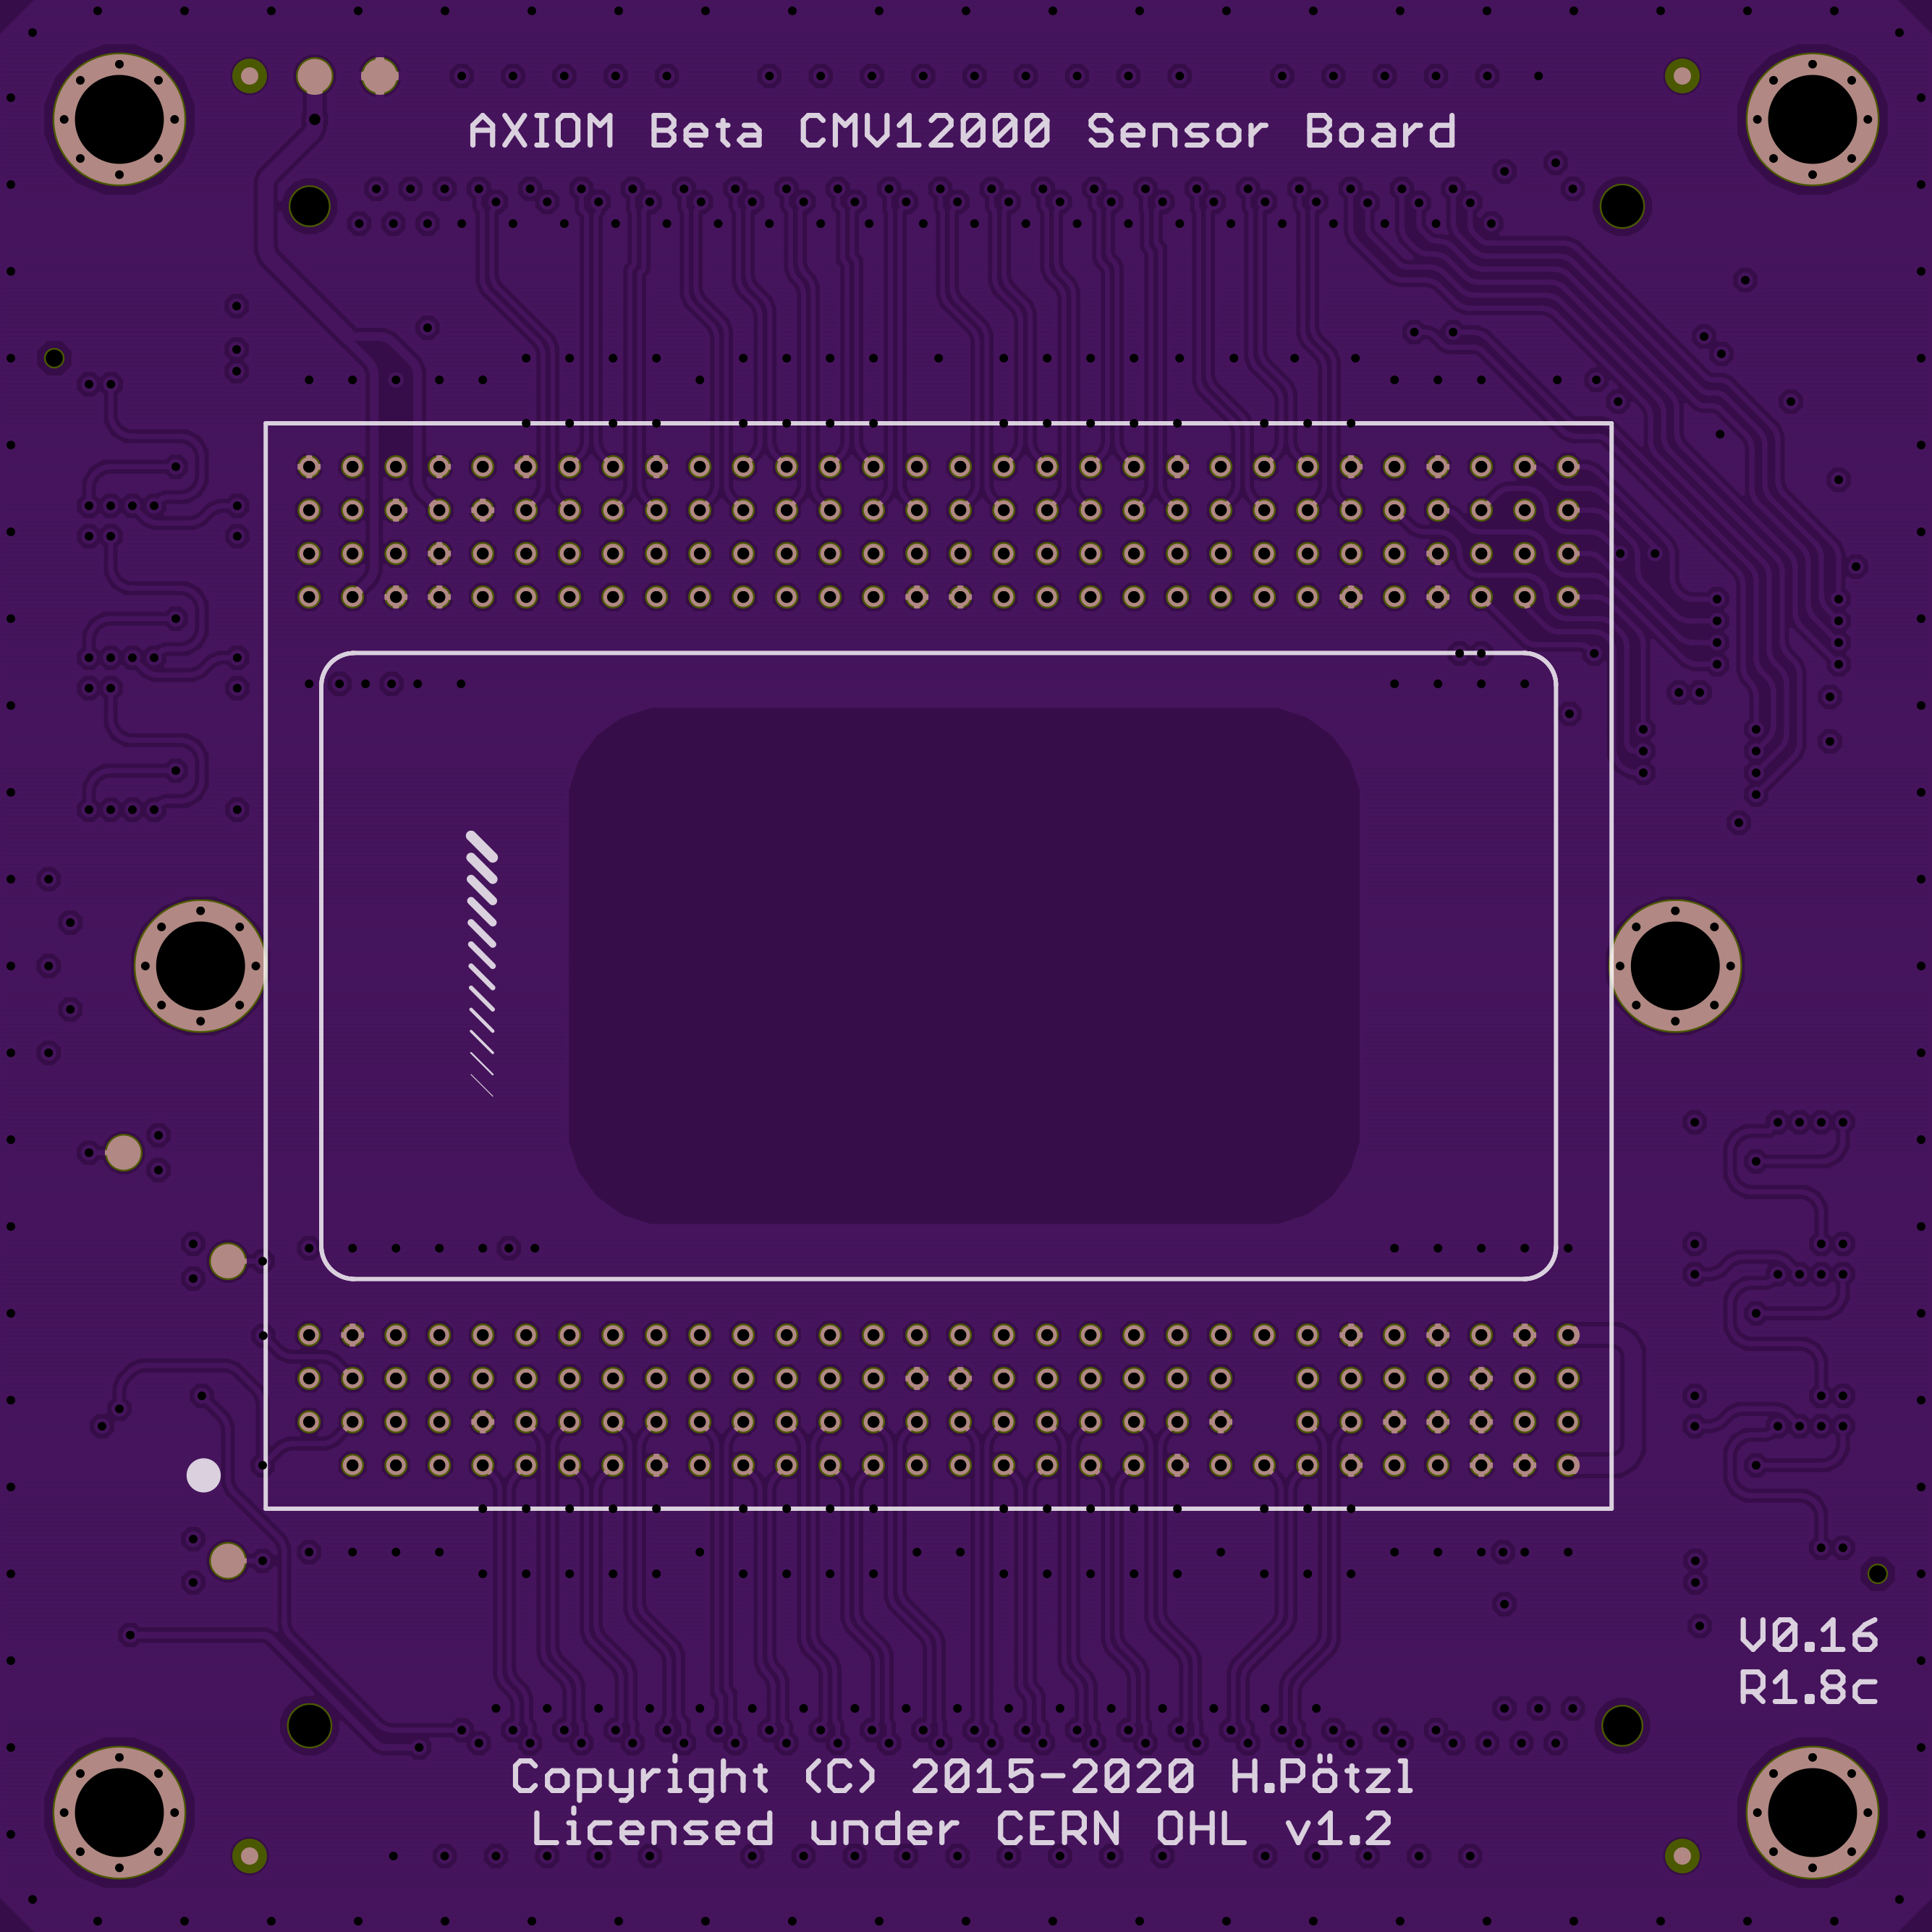 AXIOM Beta CMV12000 Sensor Board
V0.16
R1.8c
Copyright (C) 2015-2020 H.Pötzl
Licensed under CERN OHL v1.2